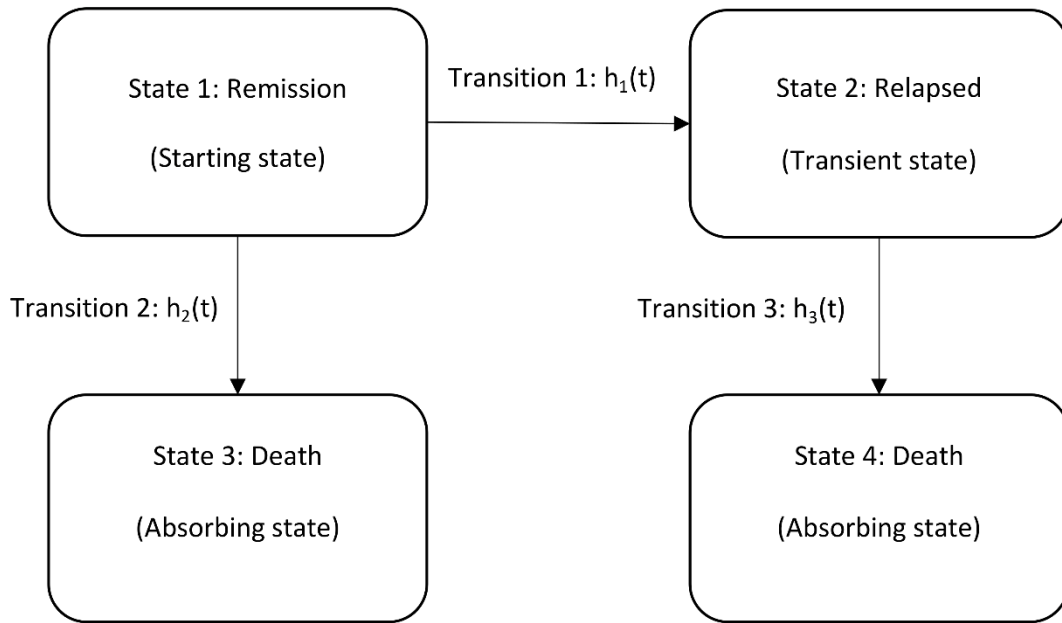 State 1: Remission
(Starting state)
Transition 1: h₁(t)
State 2: Relapsed
(Transient state)
Transition 2: h₂(t)
Transition 3: h₃(t)
State 3: Death
(Absorbing state)
State 4: Death
(Absorbing state)